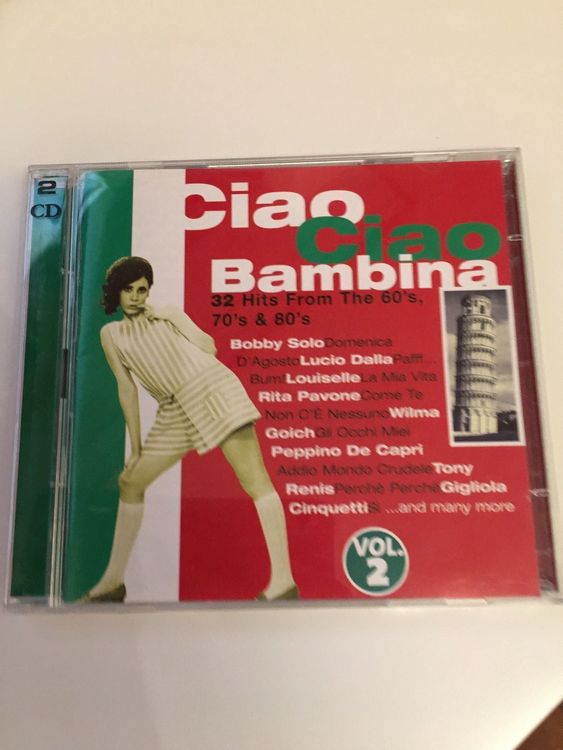 2
CD
Ciao
Ciao
Bambina
32 Hits From The 60's,
70's & 80's
Bobby Solo Domenica
D'Agosto Lucio Dalla Pafff...
Bum! Louiselle La Mia Vita
Rita Pavone Come Te
Non C'É Nessuno Wilma
Goich Gli Occhi Miei
Peppino De Capri
Addio Mondo Crudele Tony
Renis Perchè Perchè Gigliola
Cinquetti Si ...and many more
VOL.
2